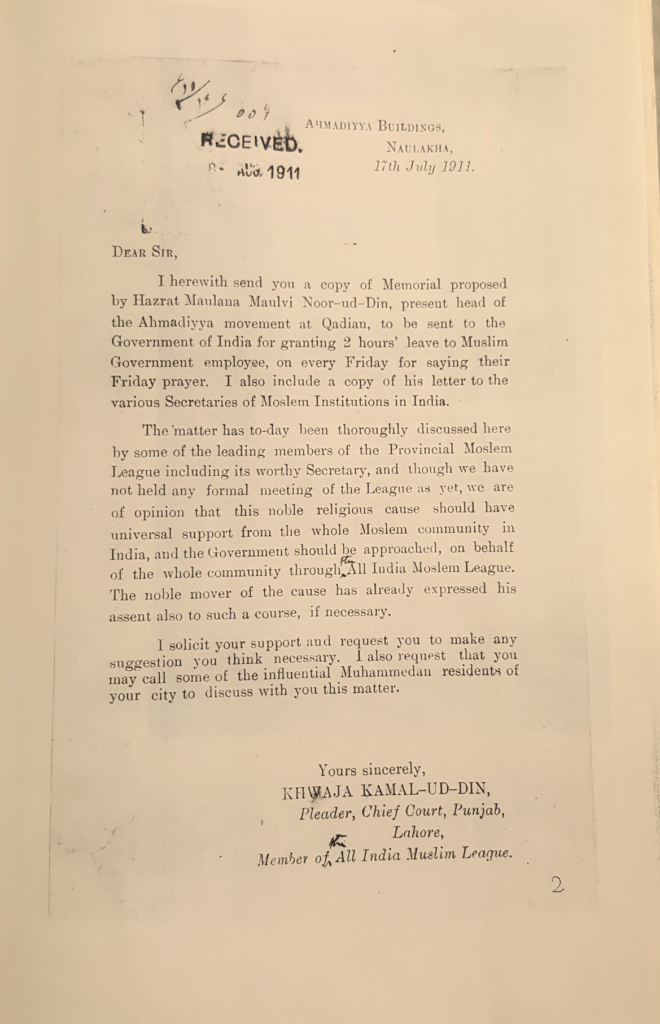 009
RECEIVED.
AUG. 1911
AHMADIYYA BUILDINGS,
NAULAKHA,
17th July 1911.
DEAR SIR,
I herewith send you a copy of Memorial proposed
by Hazrat Maulana Maulvi Noor-ud-Din, present head of
the Ahmadiyya movement at Qadian, to be sent to the
Government of India for granting 2 hours' leave to Muslim
Government employee, on every Friday for saying their
Friday prayer. I also include a copy of his letter to the
various Secretaries of Moslem Institutions in India.
The matter has to-day been thoroughly discussed here
by some of the leading members of the Provincial Moslem
League including its worthy Secretary, and though we have
not held any formal meeting of the League as yet, we are
of opinion that this noble religious cause should have
universal support from the whole Moslem community in
India, and the Government should be approached, on behalf
of the whole community through the All India Moslem League.
The noble mover of the cause has already expressed his
assent also to such a course, if necessary.
I solicit your support and request you to make any
suggestion you think necessary. I also request that you
may call some of the influential Muhammedan residents of
your city to discuss with you this matter.
Yours sincerely,
KHWAJA KAMAL-UD-DIN,
Pleader, Chief Court, Punjab,
Lahore,
Member of the All India Muslim League.
2